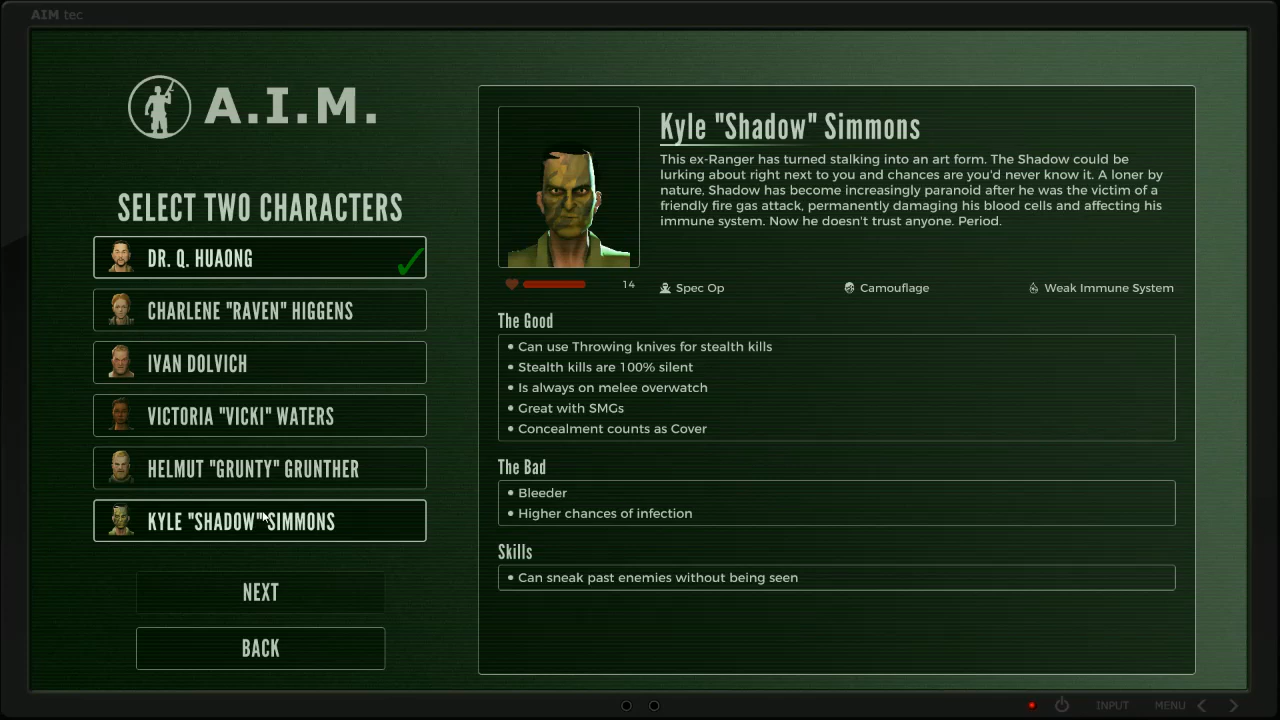 AIM tec
A.I.M.
SELECT TWO CHARACTERS
DR. Q. HUAONG
CHARLENE "RAVEN" HIGGENS
IVAN DOLVICH
VICTORIA "VICKI" WATERS
HELMUT "GRUNTY" GRUNTHER
KYLE "SHADOW" SIMMONS
NEXT
BACK
Kyle "Shadow" Simmons
This ex-Ranger has turned stalking into an art form. The Shadow could be
lurking about right next to you and chances are you'd never know it. A loner by
nature, Shadow has become increasingly paranoid after he was the victim of a
friendly fire gas attack, permanently damaging his blood cells and affecting his
immune system. Now he doesn't trust anyone. Period.
14
Spec Op
Camouflage
Weak Immune System
The Good
• Can use Throwing knives for stealth kills
• Stealth kills are 100% silent
• Is always on melee overwatch
• Great with SMGs
• Concealment counts as Cover
The Bad
• Bleeder
• Higher chances of infection
Skills
• Can sneak past enemies without being seen
INPUT
MENU